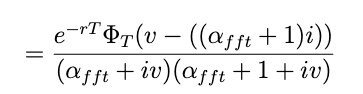 = \frac{e^{-rT}\Phi_T(v - ((\alpha_{fft} + 1)i))}{(\alpha_{fft} + iv)(\alpha_{fft} + 1 + iv)}